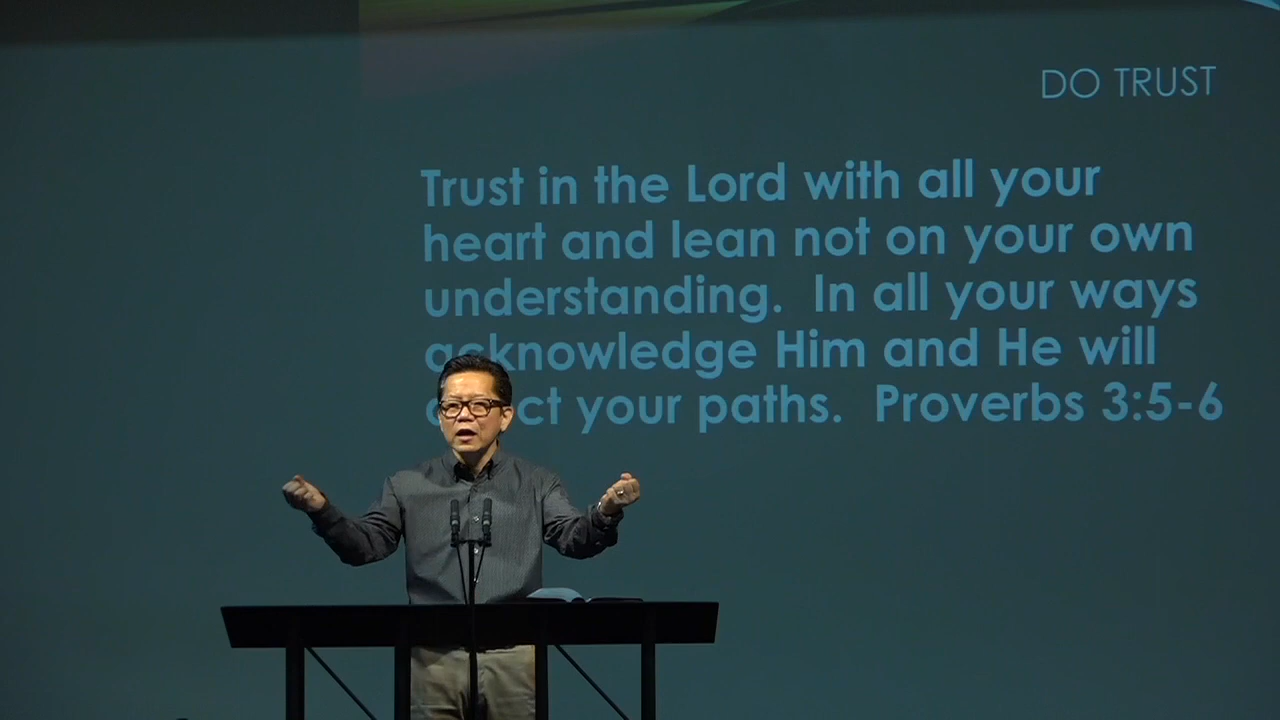 DO TRUST
Trust in the Lord with all your
heart and lean not on your own
understanding. In all your ways
acknowledge Him and He will
your paths. Proverbs 3:5-6